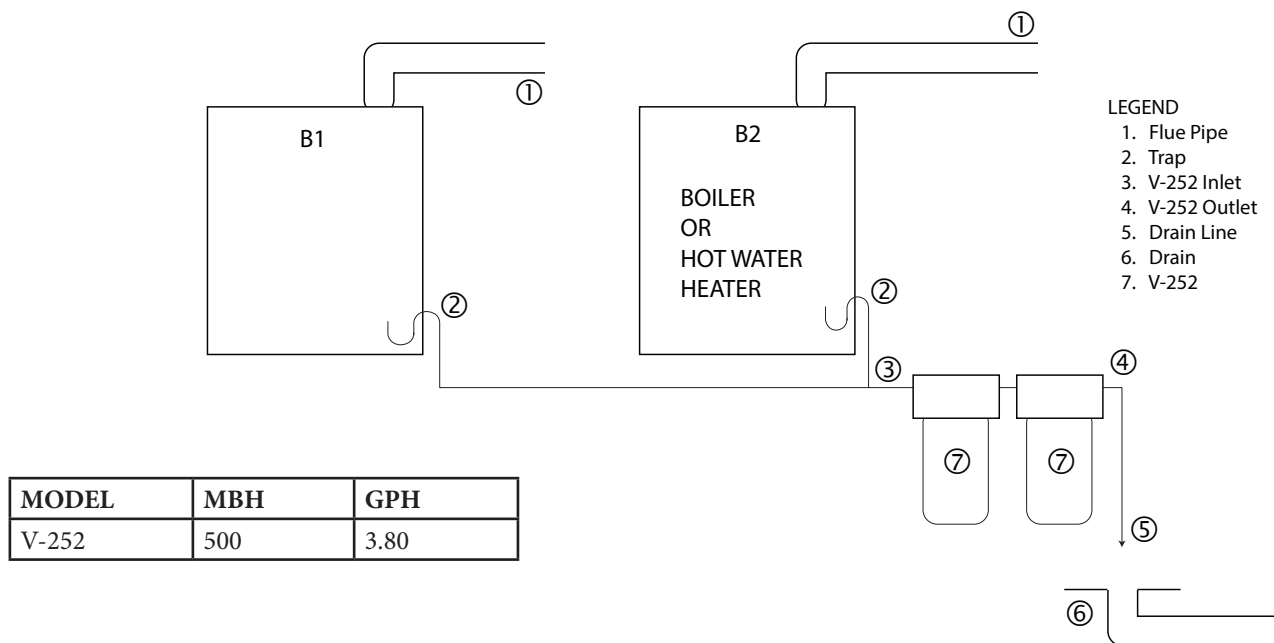 ①
①
B1
B2
BOILER
OR
HOT WATER
HEATER
LEGEND
1. Flue Pipe
2. Trap
3. V-252 Inlet
4. V-252 Outlet
5. Drain Line
6. Drain
7. V-252
②
②
③
④
⑦
⑦
⑤
⑥
MODEL MBH GPH
V-252 500 3.80